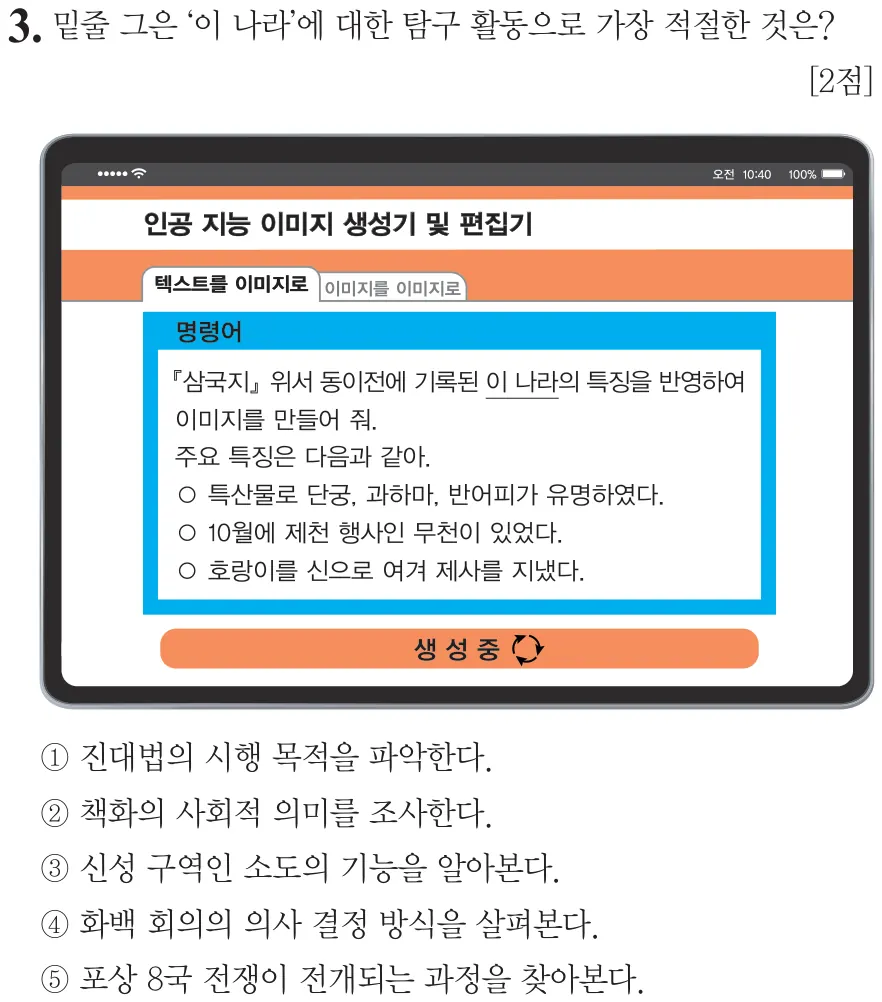 3. 밑줄 그은 ‘이 나라’에 대한 탐구 활동으로 가장 적절한 것은?
[2점]
오전 10:40 100%
인공 지능 이미지 생성기 및 편집기
텍스트를 이미지로 이미지를 이미지로
명령어
『삼국지』 위서 동이전에 기록된 이 나라의 특징을 반영하여
이미지를 만들어 줘.
주요 특징은 다음과 같아.
○ 특산물로 단궁, 과하마, 반어피가 유명하였다.
○ 10월에 제천 행사인 무천이 있었다.
○ 호랑이를 신으로 여겨 제사를 지냈다.
생성중
① 진대법의 시행 목적을 파악한다.
② 책화의 사회적 의미를 조사한다.
③ 신성 구역인 소도의 기능을 알아본다.
④ 화백 회의의 의사 결정 방식을 살펴본다.
⑤ 포상 8국 전쟁이 전개되는 과정을 찾아본다.